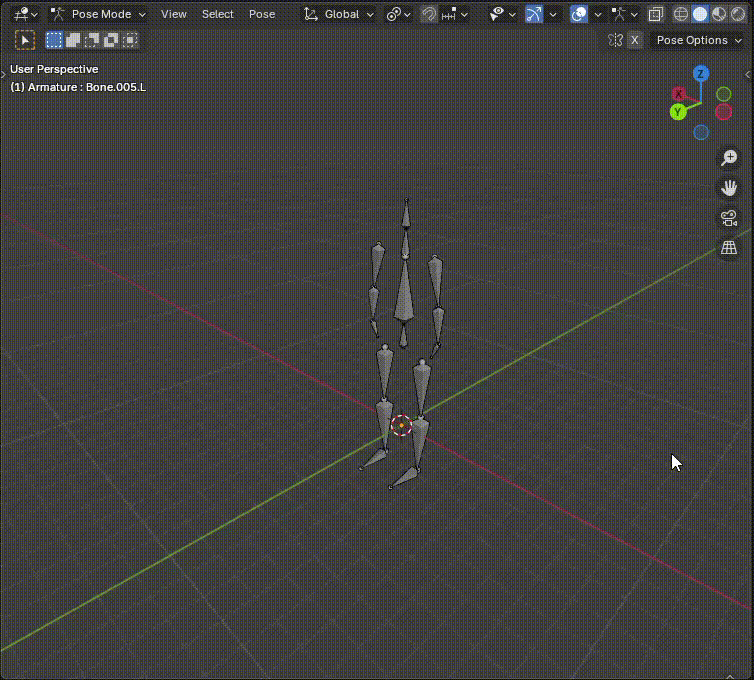 Pose Mode View Select Pose Global
X Pose Options
User Perspective
(1) Armature : Bone.005.L
Z
X
Y